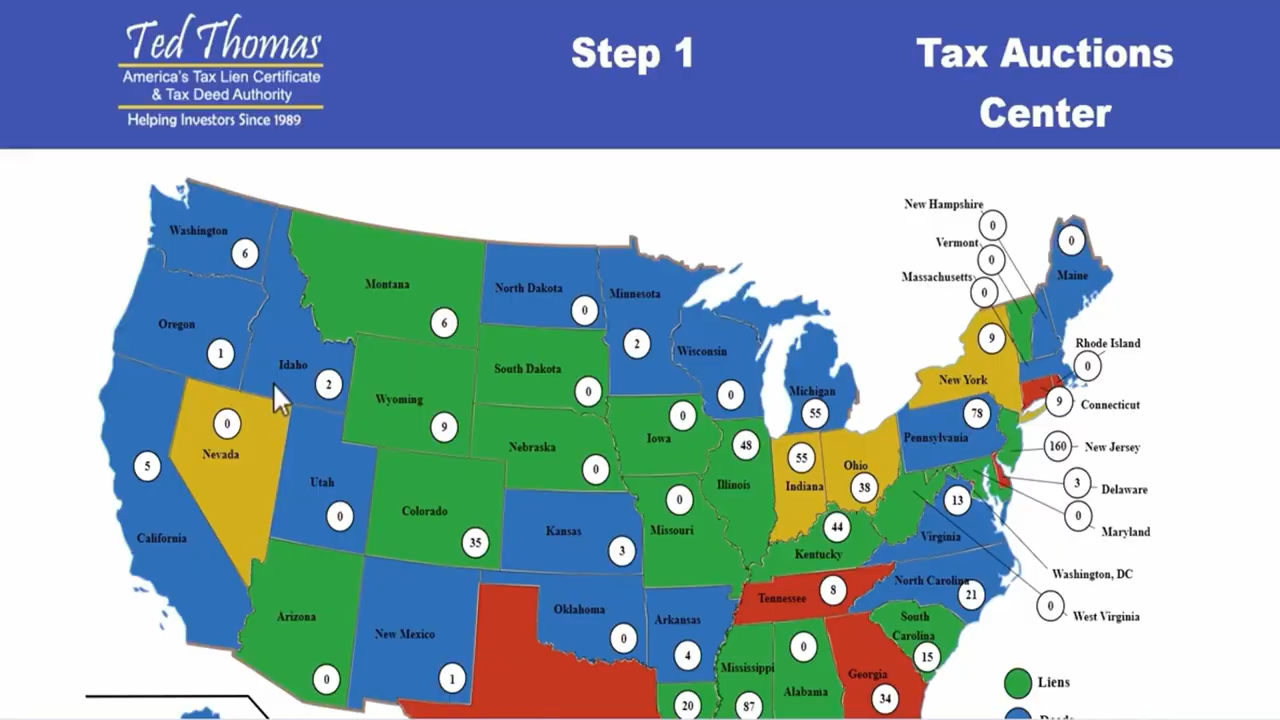 Ted Thomas
America's Tax Lien Certificate
& Tax Deed Authority
Helping Investors Since 1989
Step 1
Tax Auctions
Center
Washington
6
Oregon
1
Idaho
2
Montana
6
North Dakota
0
Minnesota
2
Wisconsin
0
Michigan
55
New Hampshire
0
Vermont
0
Massachusetts
0
Maine
0
Rhode Island
0
Connecticut
9
New York
9
Pennsylvania
78
New Jersey
160
Delaware
3
Maryland
0
Washington, DC
West Virginia
0
Wyoming
9
South Dakota
0
Nebraska
0
Iowa
0
Illinois
48
Indiana
55
Ohio
38
Nevada
0
California
5
Utah
0
Colorado
35
Kansas
3
Missouri
0
Kentucky
44
Virginia
13
North Carolina
21
Tennessee
8
South
Carolina
15
Arizona
0
New Mexico
1
Oklahoma
0
Arkansas
4
Mississippi
87
Alabama
0
Georgia
34
20
Liens